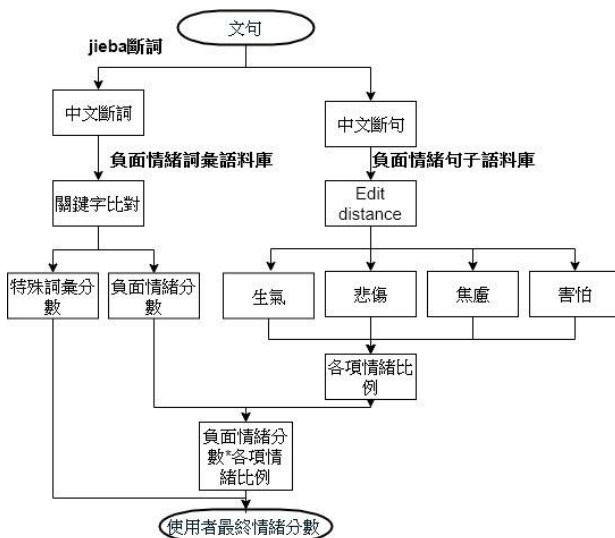 文句
jieba斷詞
中文斷詞
中文斷句
負面情緒詞彙語料庫
負面情緒句子語料庫
關鍵字比對
Edit
distance
特殊詞彙分
數
負面情緒分
數
生氣
悲傷
焦慮
害怕
各項情緒比
例
負面情緒分
數*各項情
緒比例
使用者最終情緒分數